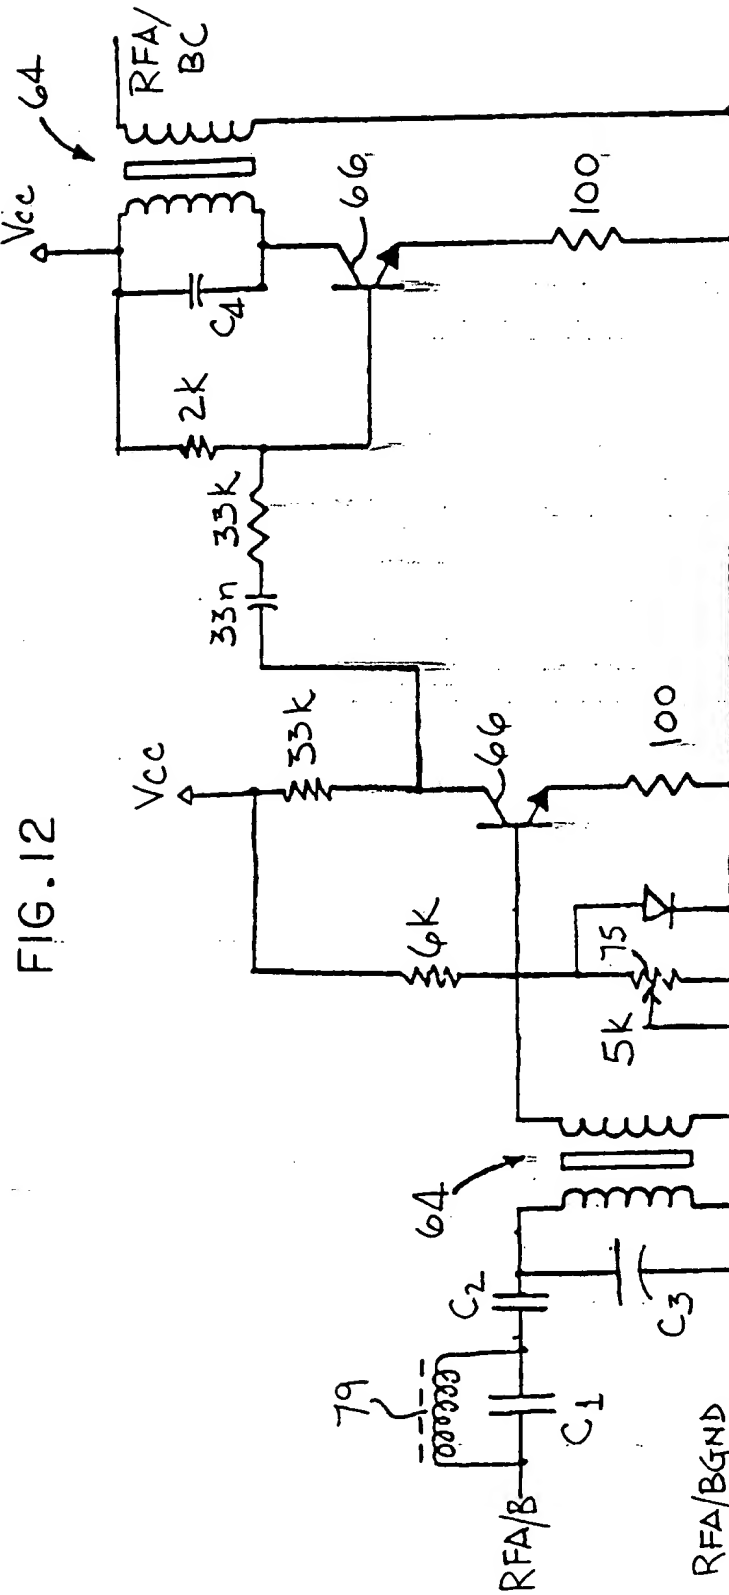 FIG.12
RFA/B
79
C1
C2
C3
RFA/BGND
64
5K
75
6K
Vcc
33K
66
100
33n
33K
2K
C4
Vcc
64
RFA/
BC
66
100